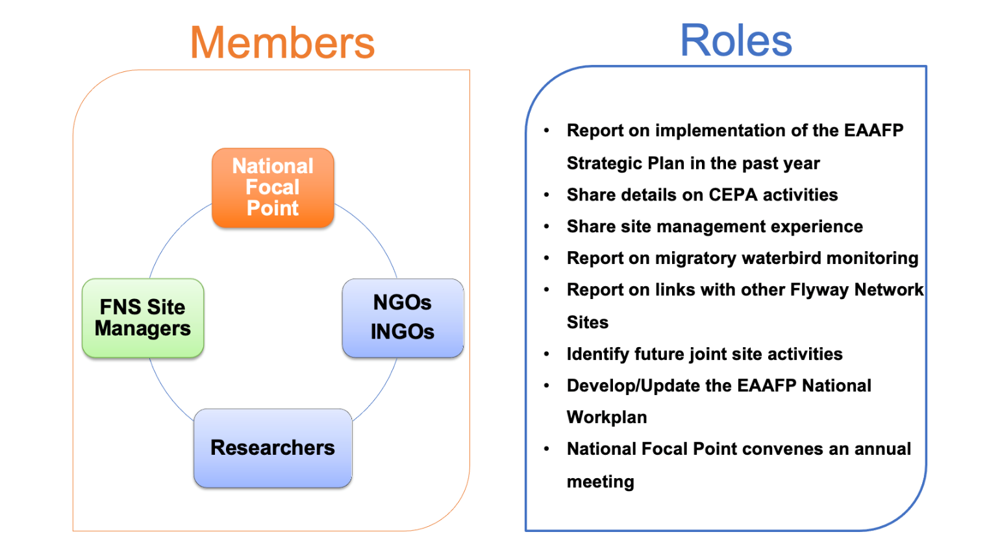 Members
National
Focal
Point
FNS Site
Managers
NGOs
INGOs
Researchers
Roles
• Report on implementation of the EAAFP
Strategic Plan in the past year
• Share details on CEPA activities
• Share site management experience
• Report on migratory waterbird monitoring
• Report on links with other Flyway Network
Sites
• Identify future joint site activities
• Develop/Update the EAAFP National
Workplan
• National Focal Point convenes an annual
meeting